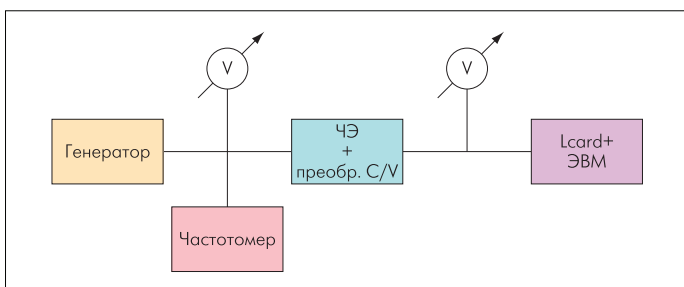 V
V
Генератор
ЧЭ
+
преобр. C/V
Lcard+
ЭВМ
Частотомер